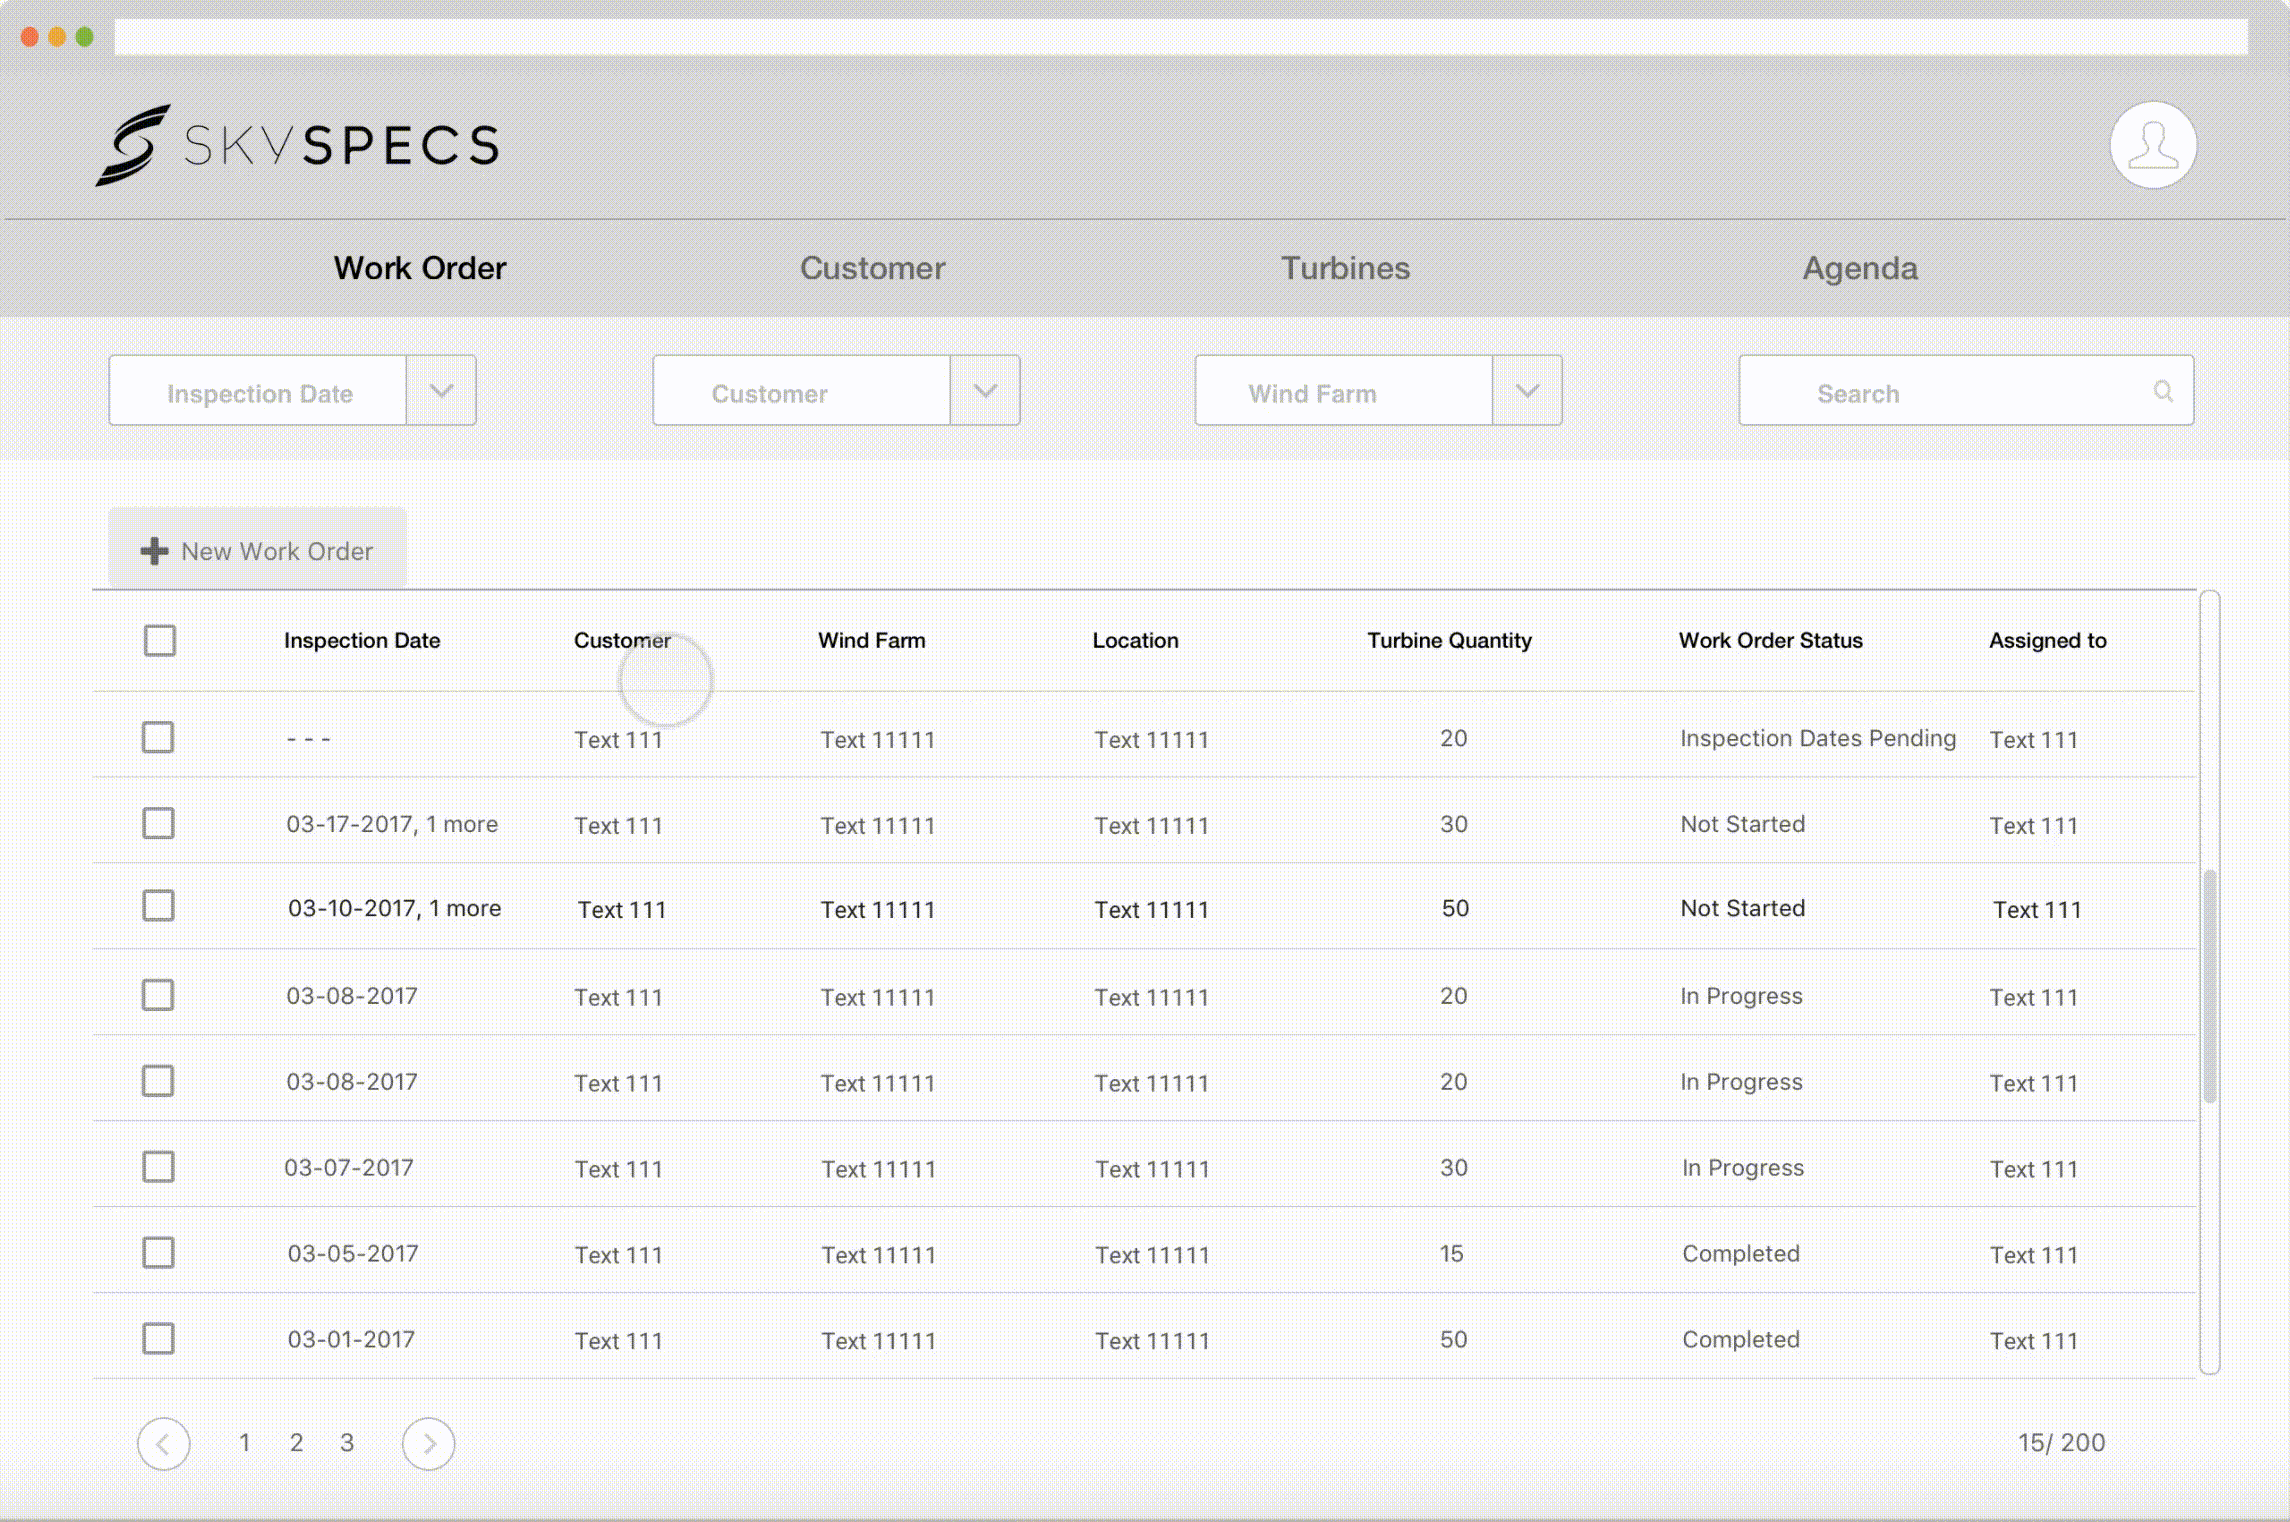 SKYSPECS
Work Order Customer Turbines Agenda
Inspection Date Customer Wind Farm Search
New Work Order
Inspection Date Customer Wind Farm Location Turbine Quantity Work Order Status Assigned to
- - - Text 111 Text 11111 Text 11111 20 Inspection Dates Pending Text 111
03-17-2017, 1 more Text 111 Text 11111 Text 11111 30 Not Started Text 111
03-10-2017, 1 more Text 111 Text 11111 Text 11111 50 Not Started Text 111
03-08-2017 Text 111 Text 11111 Text 11111 20 In Progress Text 111
03-08-2017 Text 111 Text 11111 Text 11111 20 In Progress Text 111
03-07-2017 Text 111 Text 11111 Text 11111 30 In Progress Text 111
03-05-2017 Text 111 Text 11111 Text 11111 15 Completed Text 111
03-01-2017 Text 111 Text 11111 Text 11111 50 Completed Text 111
1 2 3 15/ 200